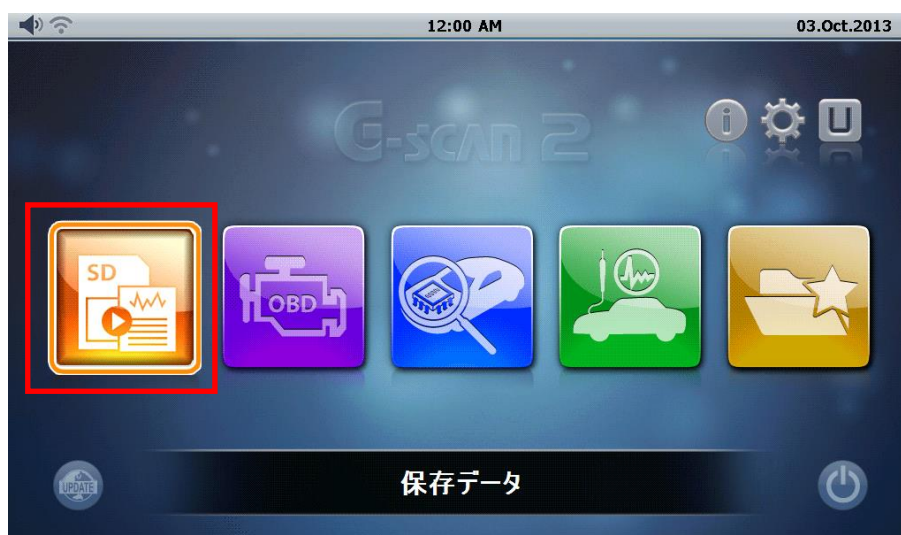 12:00 AM
03.Oct.2013
G-scan 2
i
U
SD
OBD
保存データ
UPDATE